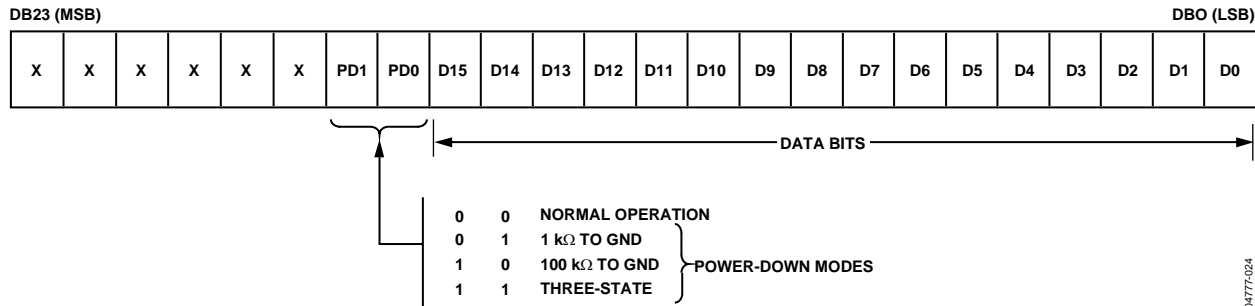 DB23 (MSB) DBO (LSB)
X X X X X X PD1 PD0 D15 D14 D13 D12 D11 D10 D9 D8 D7 D6 D5 D4 D3 D2 D1 D0
DATA BITS
0 0 NORMAL OPERATION
0 1 1 kΩ TO GND
1 0 100 kΩ TO GND
POWER-DOWN MODES
1 1 THREE-STATE
04777-024